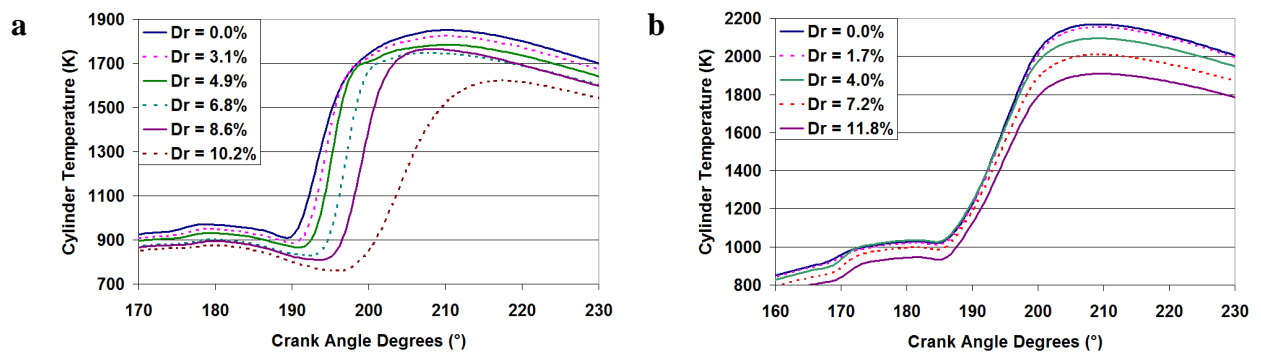 a
Cylinder Temperature (K)
1900
1700
1500
1300
1100
900
700
Dr = 0.0%
Dr = 3.1%
Dr = 4.9%
Dr = 6.8%
Dr = 8.6%
Dr = 10.2%
170 180 190 200 210 220 230
Crank Angle Degrees (°)
b
Cylinder Temperature (K)
2200
2000
1800
1600
1400
1200
1000
800
Dr = 0.0%
Dr = 1.7%
Dr = 4.0%
Dr = 7.2%
Dr = 11.8%
160 170 180 190 200 210 220 230
Crank Angle Degrees (°)